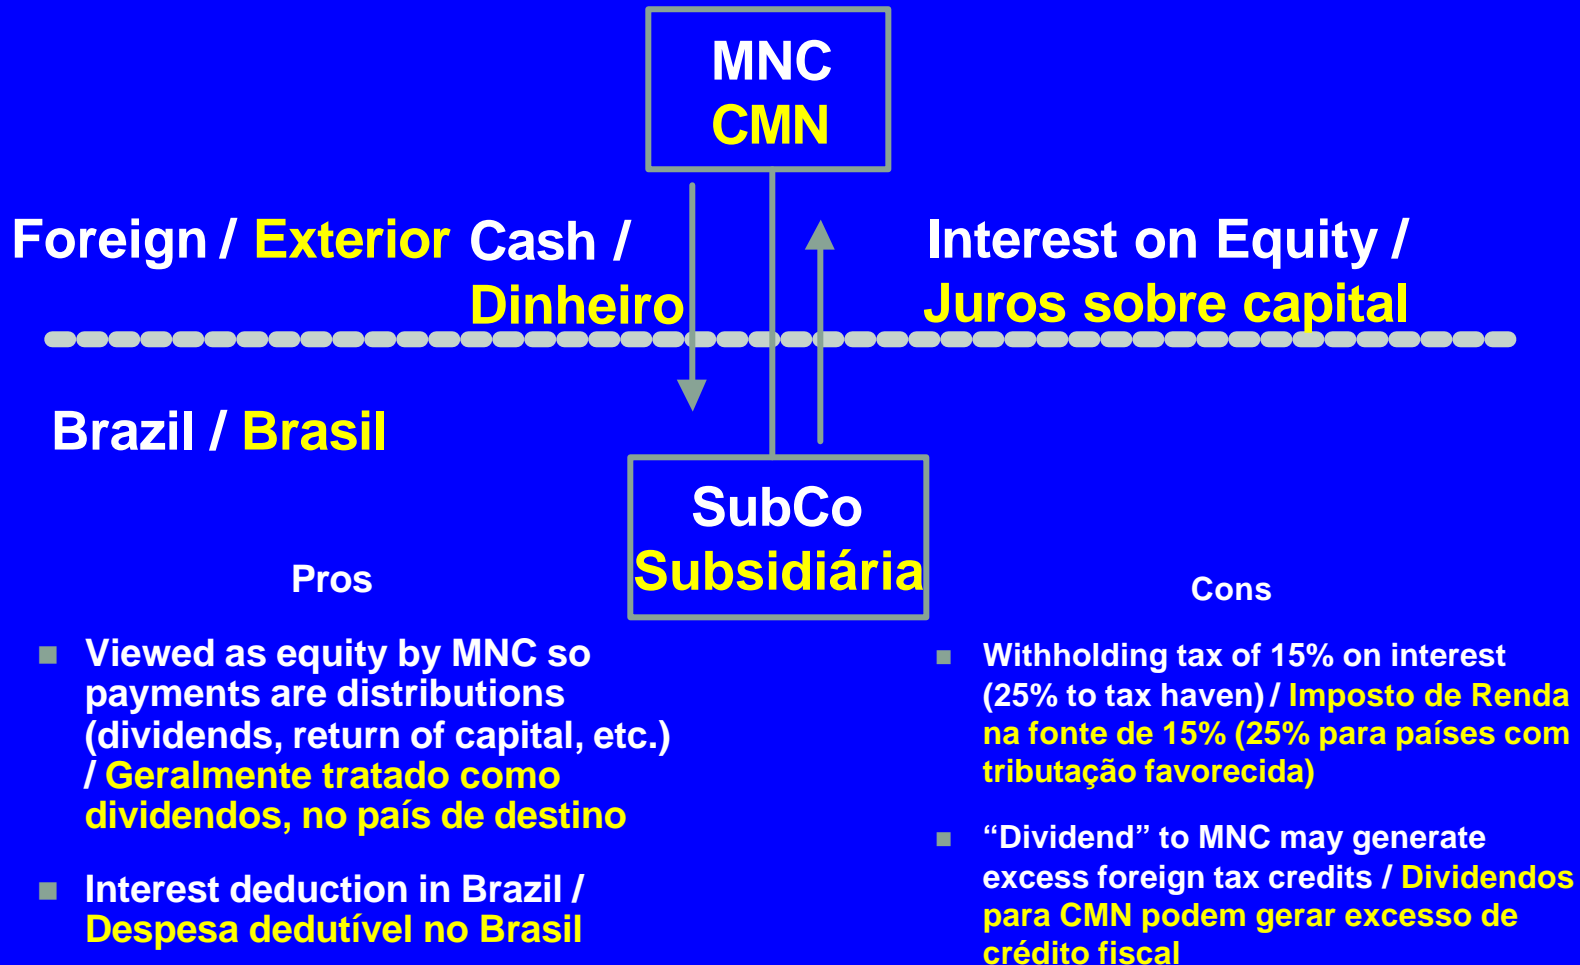 MNC
CMN
Foreign / Exterior
Cash /
Dinheiro
Interest on Equity /
Juros sobre capital
Brazil / Brasil
SubCo
Subsidiária
Pros
Viewed as equity by MNC so
payments are distributions
(dividends, return of capital, etc.)
/ Geralmente tratado como
dividendos, no país de destino
Interest deduction in Brazil /
Despesa dedutível no Brasil
Cons
Withholding tax of 15% on interest
(25% to tax haven) / Imposto de Renda
na fonte de 15% (25% para países com
tributação favorecida)
“Dividend” to MNC may generate
excess foreign tax credits / Dividendos
para CMN podem gerar excesso de
crédito fiscal